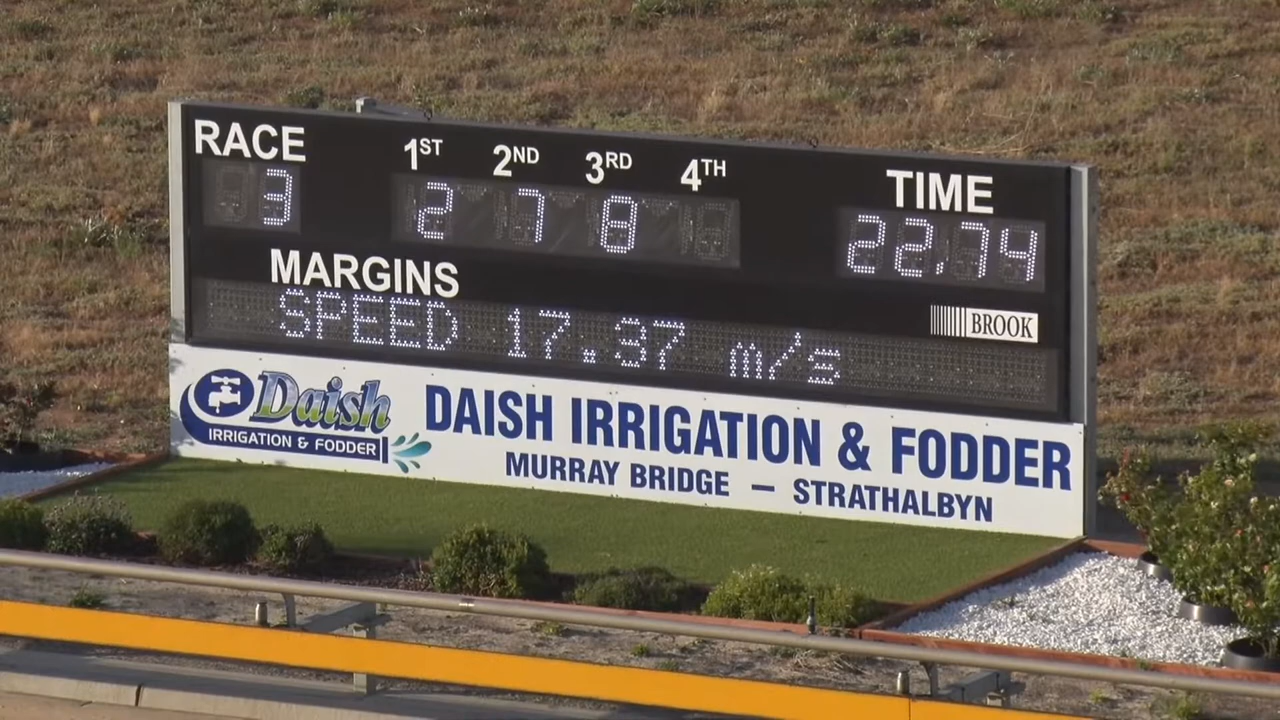 RACE 1ST 2ND 3RD 4TH TIME
3 2 7 8 22.74
MARGINS
SPEED 17.37 m/s
BROOK
Daish
IRRIGATION & FODDER
DAISH IRRIGATION & FODDER
MURRAY BRIDGE – STRATHALBYN